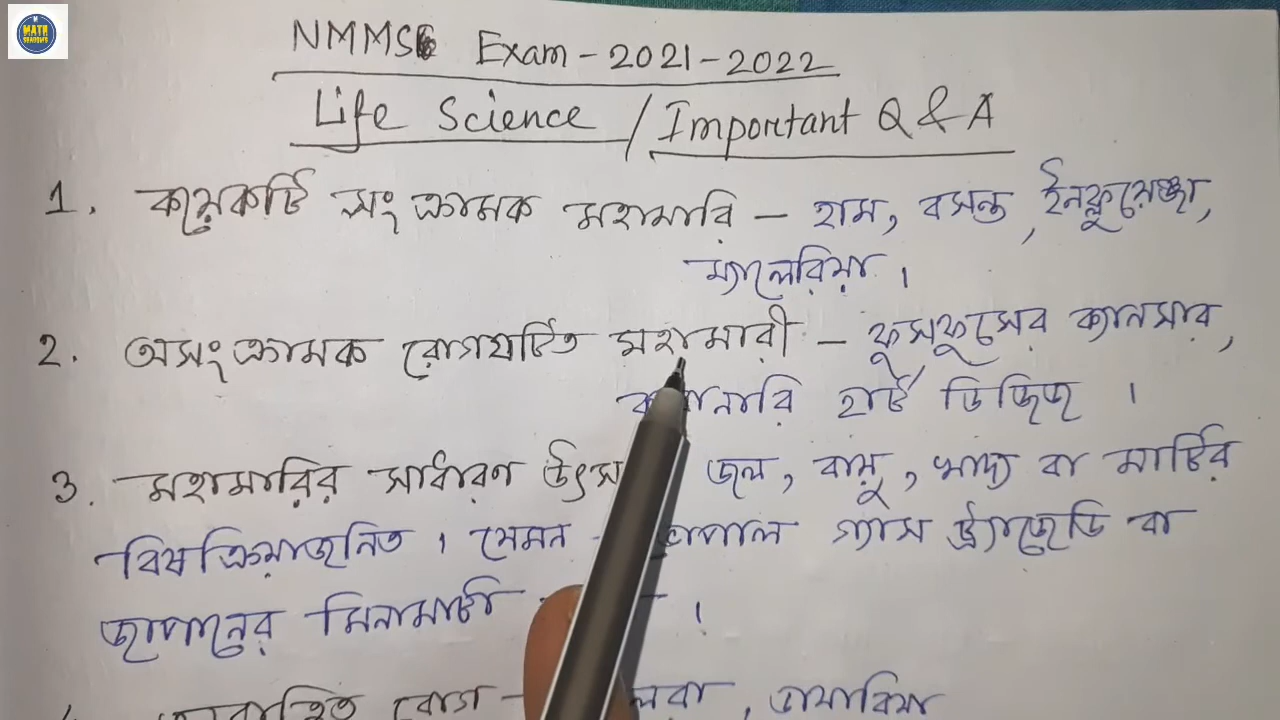 MATH
NMMSE Exam - 2021-2022
Life Science / Important Q & A
1. কয়েকটি সংক্রামক মহামারি – হাম, বসন্ত, ইনফ্লুয়েঞ্জা,
ম্যালেরিয়া ।
2. অসংক্রামক রোগঘটিত মহামারী – ফুসফুসের ক্যানসার,
হার্ট ডিজিজ ।
3. মহামারির সাধারণ উৎস জল, বায়ু, খাদ্য বা মাটির
বিষক্রিয়াজনিত । যেমন - গ্যাস ট্র্যাজেডি বা
জাপানের মিনামাটা ।
রোগ – , ডায়ারিয়া